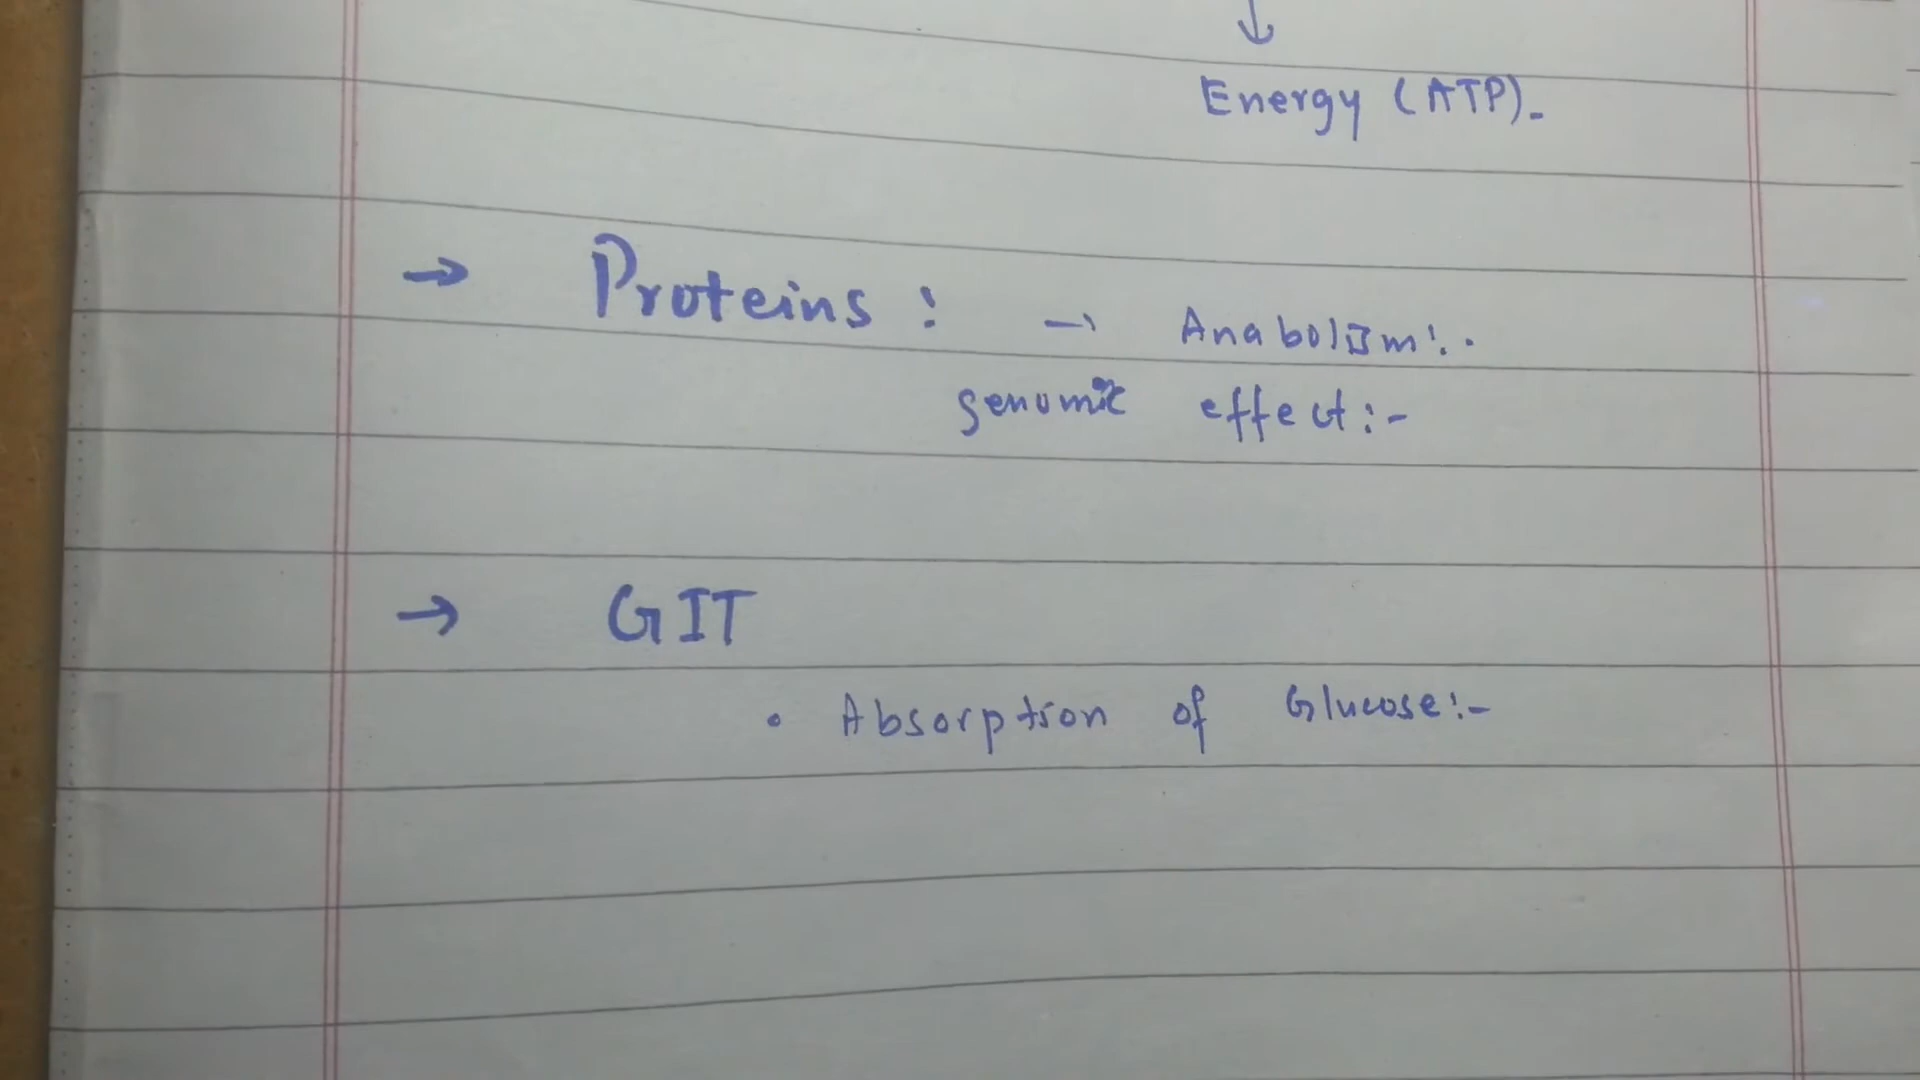 ↓
Energy (ATP).
→ Proteins : → Anabolism:.
genomic effect:-
→ GIT
• Absorption of Glucose:-